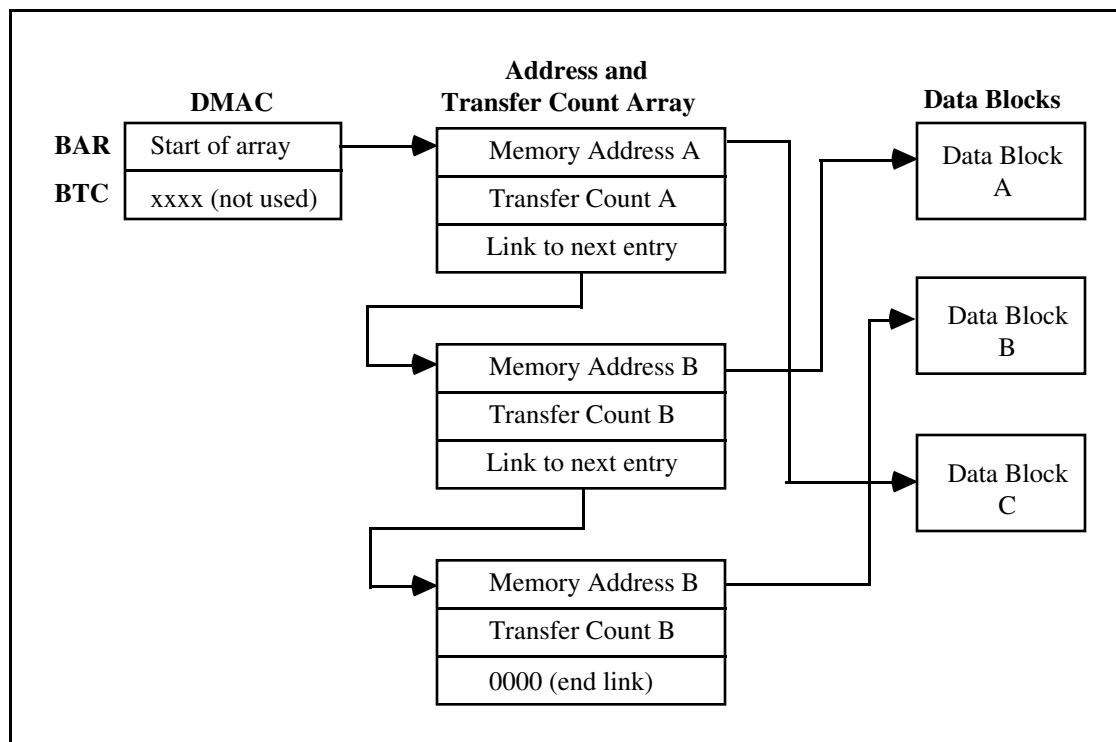 DMAC
BAR
Start of array
BTC
xxxx (not used)
Address and
Transfer Count Array
Memory Address A
Transfer Count A
Link to next entry
Memory Address B
Transfer Count B
Link to next entry
Memory Address B
Transfer Count B
0000 (end link)
Data Blocks
Data Block
A
Data Block
B
Data Block
C